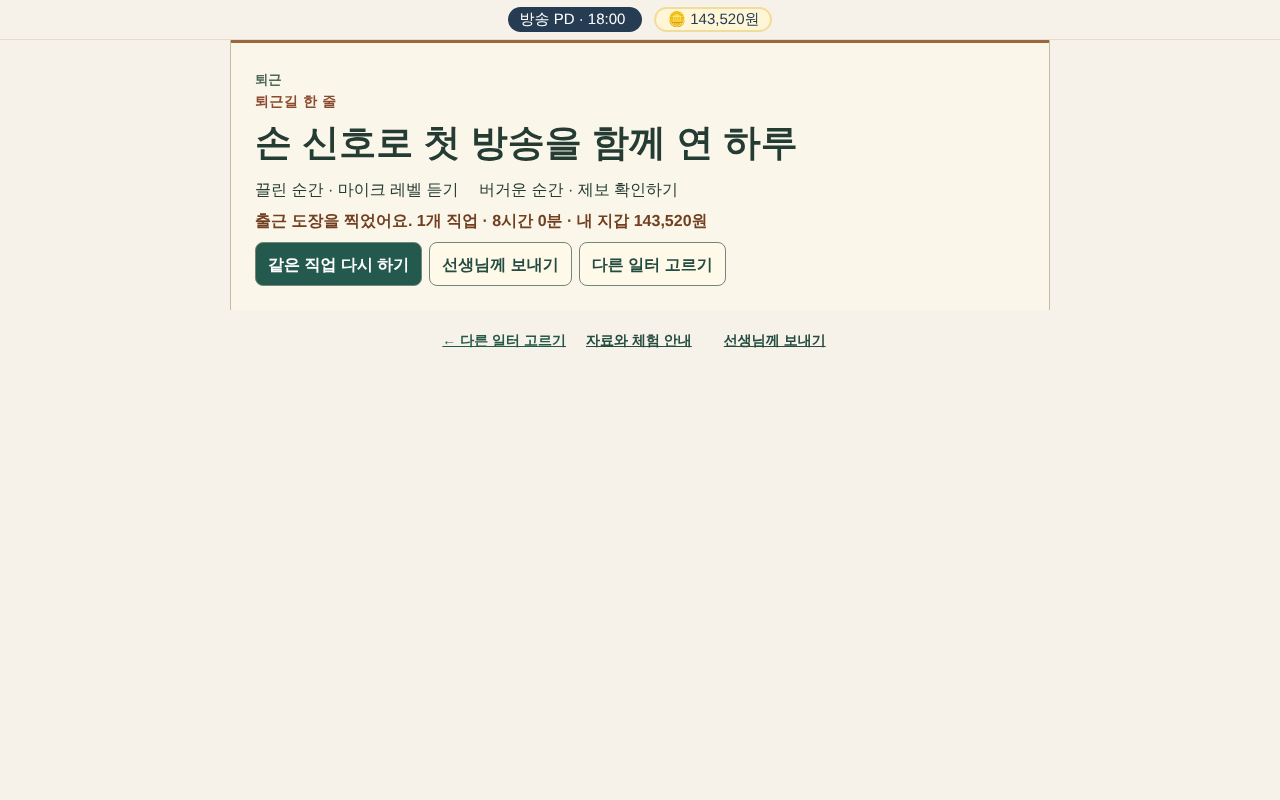 방송 PD · 18:00
🪙 143,520원
퇴근
퇴근길 한 줄
손 신호로 첫 방송을 함께 연 하루
끌린 순간 · 마이크 레벨 듣기 버거운 순간 · 제보 확인하기
출근 도장을 찍었어요. 1개 직업 · 8시간 0분 · 내 지갑 143,520원
같은 직업 다시 하기 선생님께 보내기 다른 일터 고르기
← 다른 일터 고르기 자료와 체험 안내 선생님께 보내기